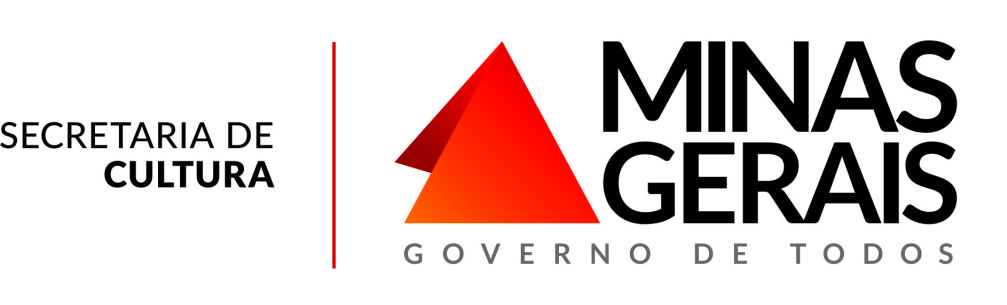 SECRETARIA DE
CULTURA
MINAS
GERAIS
GOVERNO DE TODOS